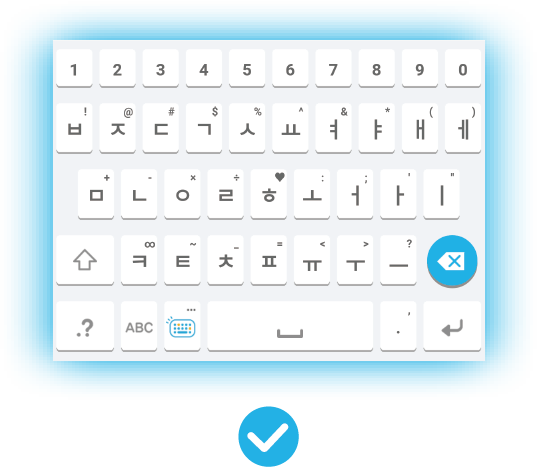 1 2 3 4 5 6 7 8 9 0
! @ # $ % ^ & * ( )
ㅂ ㅈ ㄷ ㄱ ㅅ ㅛ ㅕ ㅑ ㅐ ㅔ
+ - × ÷ ♥ : ; ' "
ㅁ ㄴ ㅇ ㄹ ㅎ ㅗ ㅓ ㅏ ㅣ
∞ ~ _ = < > ?
ㅋ ㅌ ㅊ ㅍ ㅠ ㅜ ㅡ
... ,
.? ABC .